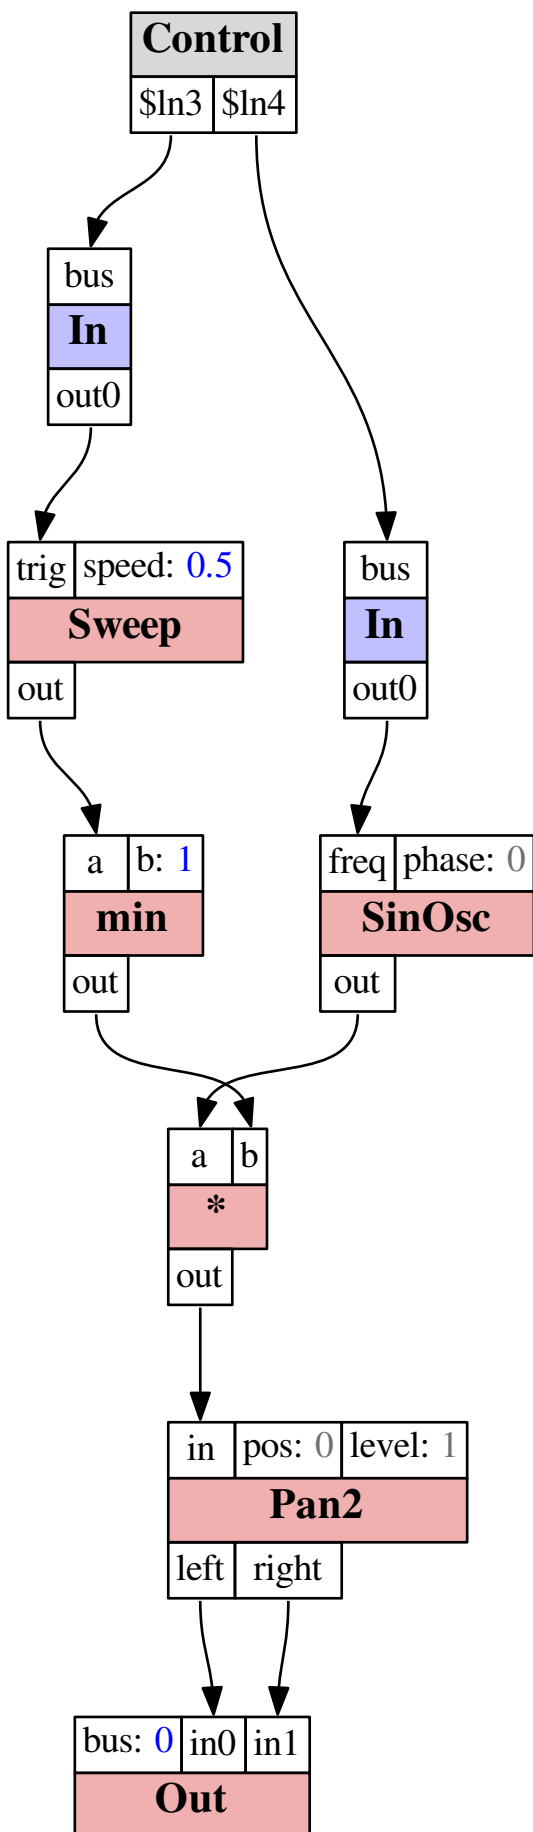 Control
$ln3 $ln4
bus
In
out0
trig speed: 0.5
Sweep
out
bus
In
out0
a b: 1
min
out
freq phase: 0
SinOsc
out
a b
*
out
in pos: 0 level: 1
Pan2
left right
bus: 0 in0 in1
Out